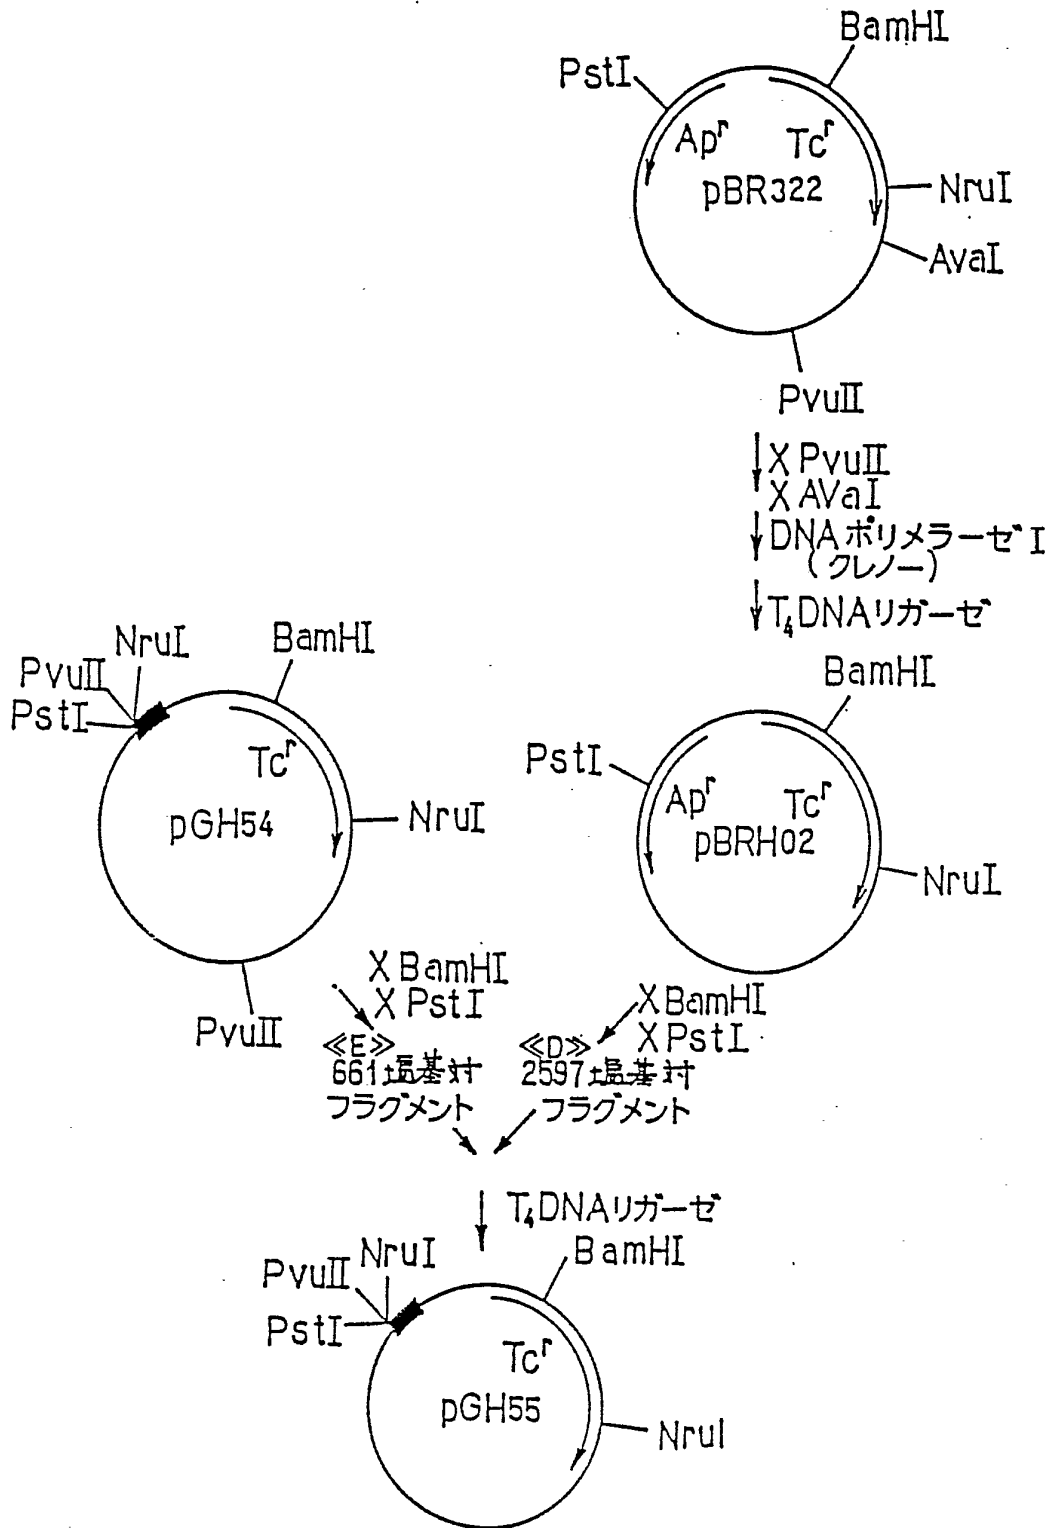 BamHI
PstI
Apʳ
Tcʳ
pBR322
NruI
AvaI
PvuII
X PvuII
X AVaI
DNAポリメラーゼI
(クレノー)
T₄DNAリガーゼ
NruI
BamHI
PvuII
PstI
Tcʳ
pGH54
NruI
PvuII
BamHI
PstI
Apʳ
Tcʳ
pBRH02
NruI
X BamHI
X PstI
≪E≫
661塩基対
フラグメント
X BamHI
X PstI
≪D≫
2597塩基対
フラグメント
T₄DNAリガーゼ
NruI
BamHI
PvuII
PstI
Tcʳ
pGH55
NruI